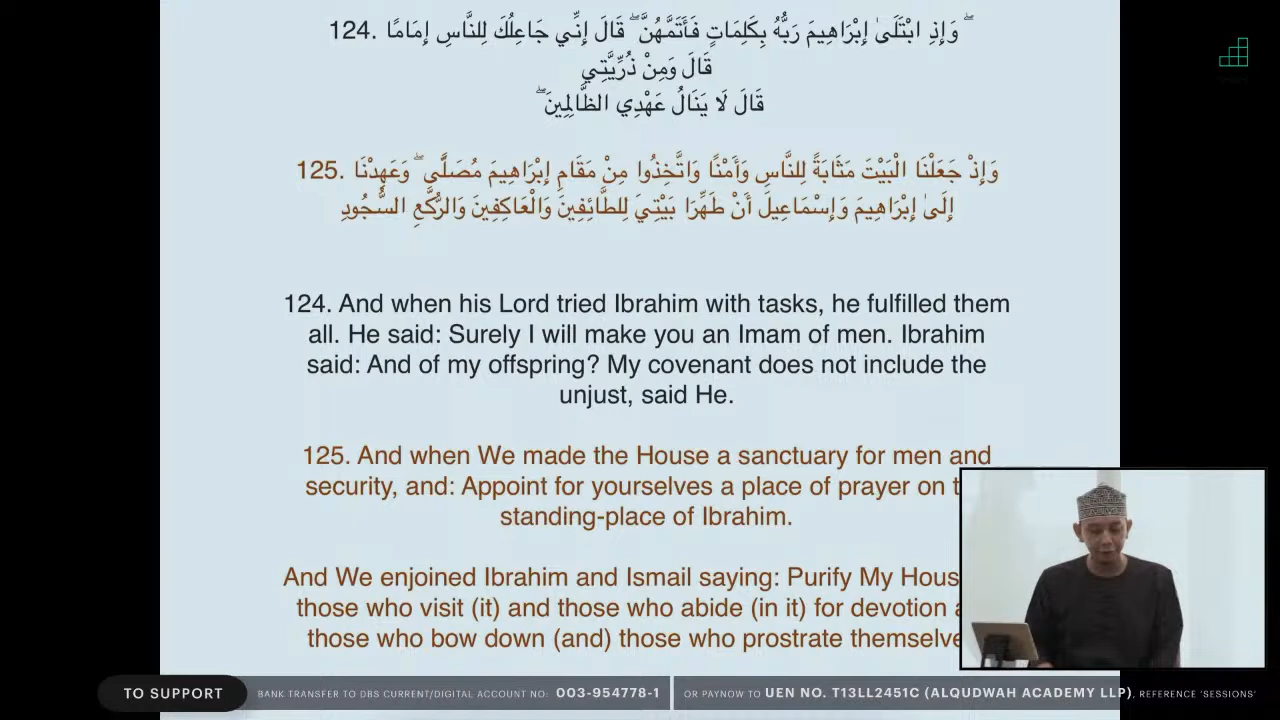 124. ۖ وَإِذِ ابْتَلَىٰ إِبْرَاهِيمَ رَبُّهُ بِكَلِمَاتٍ فَأَتَمَّهُنَّ ۖ قَالَ إِنِّي جَاعِلُكَ لِلنَّاسِ إِمَامًا
قَالَ وَمِنْ ذُرِّيَّتِي
قَالَ لَا يَنَالُ عَهْدِي الظَّالِمِينَ ۖ
125. وَإِذْ جَعَلْنَا الْبَيْتَ مَثَابَةً لِلنَّاسِ وَأَمْنًا وَاتَّخِذُوا مِنْ مَقَامِ إِبْرَاهِيمَ مُصَلًّى ۖ وَعَهِدْنَا
إِلَىٰ إِبْرَاهِيمَ وَإِسْمَاعِيلَ أَنْ طَهِّرَا بَيْتِيَ لِلطَّائِفِينَ وَالْعَاكِفِينَ وَالرُّكَّعِ السُّجُودِ
124. And when his Lord tried Ibrahim with tasks, he fulfilled them
all. He said: Surely I will make you an Imam of men. Ibrahim
said: And of my offspring? My covenant does not include the
unjust, said He.
125. And when We made the House a sanctuary for men and
security, and: Appoint for yourselves a place of prayer on t
standing-place of Ibrahim.
And We enjoined Ibrahim and Ismail saying: Purify My Hous
those who visit (it) and those who abide (in it) for devotion a
those who bow down (and) those who prostrate themselve
TO SUPPORT
BANK TRANSFER TO DBS CURRENT/DIGITAL ACCOUNT NO: 003-954778-1
OR PAYNOW TO UEN NO. T13LL2451C (ALQUDWAH ACADEMY LLP), REFERENCE 'SESSIONS'